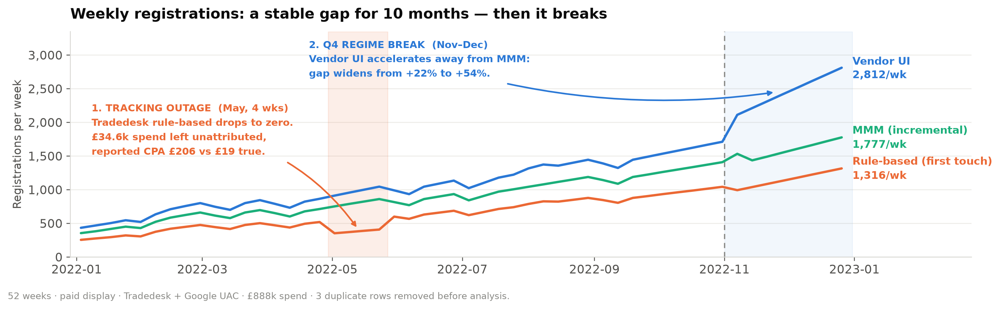 Weekly registrations: a stable gap for 10 months — then it breaks
Registrations per week
3,000
2,500
2,000
1,500
1,000
500
0
2. Q4 REGIME BREAK (Nov–Dec)
Vendor UI accelerates away from MMM:
gap widens from +22% to +54%.
1. TRACKING OUTAGE (May, 4 wks)
Tradedesk rule-based drops to zero.
£34.6k spend left unattributed,
reported CPA £206 vs £19 true.
Vendor UI
2,812/wk
MMM (incremental)
1,777/wk
Rule-based (first touch)
1,316/wk
2022-01
2022-03
2022-05
2022-07
2022-09
2022-11
2023-01
52 weeks · paid display · Tradedesk + Google UAC · £888k spend · 3 duplicate rows removed before analysis.